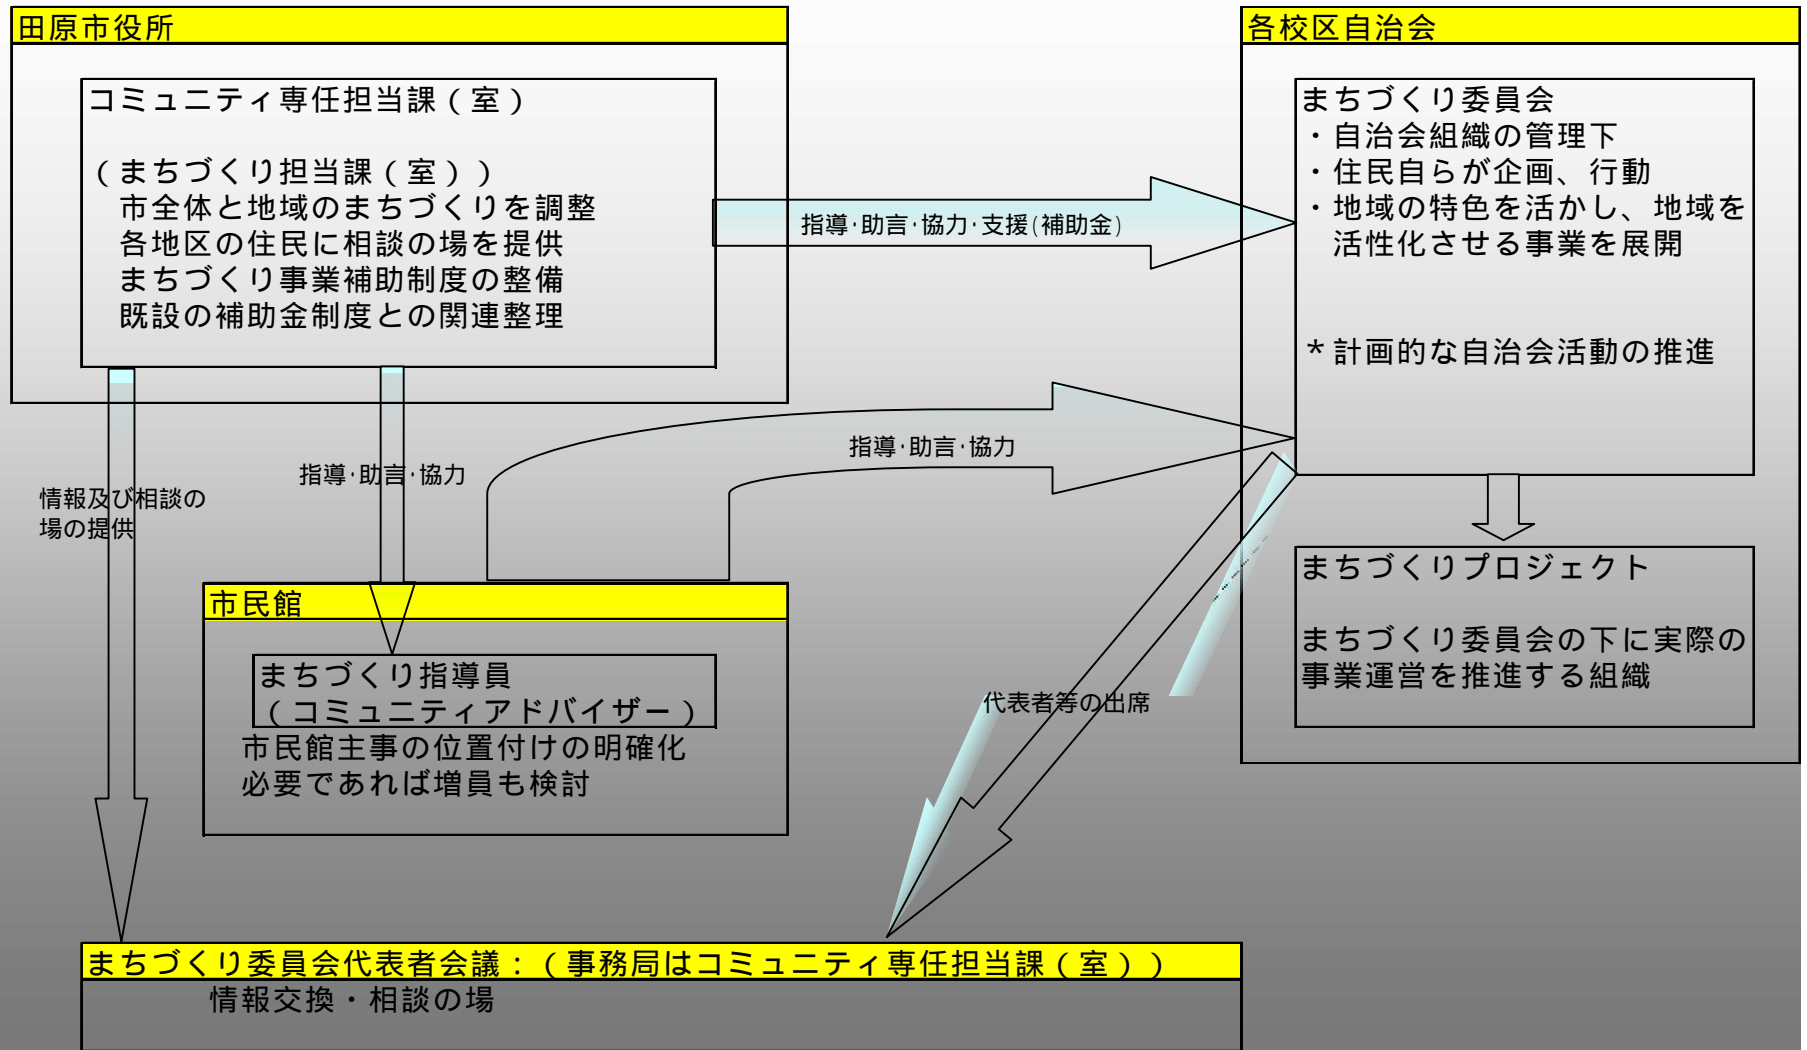 田原市役所
コミュニティ専任担当課（室）
（まちづくり担当課（室））
市全体と地域のまちづくりを調整
各地区の住民に相談の場を提供
まちづくり事業補助制度の整備
既設の補助金制度との関連整理
指導・助言・協力・支援(補助金)
各校区自治会
まちづくり委員会
・自治会組織の管理下
・住民自らが企画、行動
・地域の特色を活かし、地域を
活性化させる事業を展開
＊計画的な自治会活動の推進
指導・助言・協力
指導・助言・協力
情報及び相談の
場の提供
まちづくりプロジェクト
まちづくり委員会の下に実際の
事業運営を推進する組織
市民館
まちづくり指導員
（コミュニティアドバイザー）
市民館主事の位置付けの明確化
必要であれば増員も検討
代表者等の出席
まちづくり委員会代表者会議：（事務局はコミュニティ専任担当課（室））
情報交換・相談の場